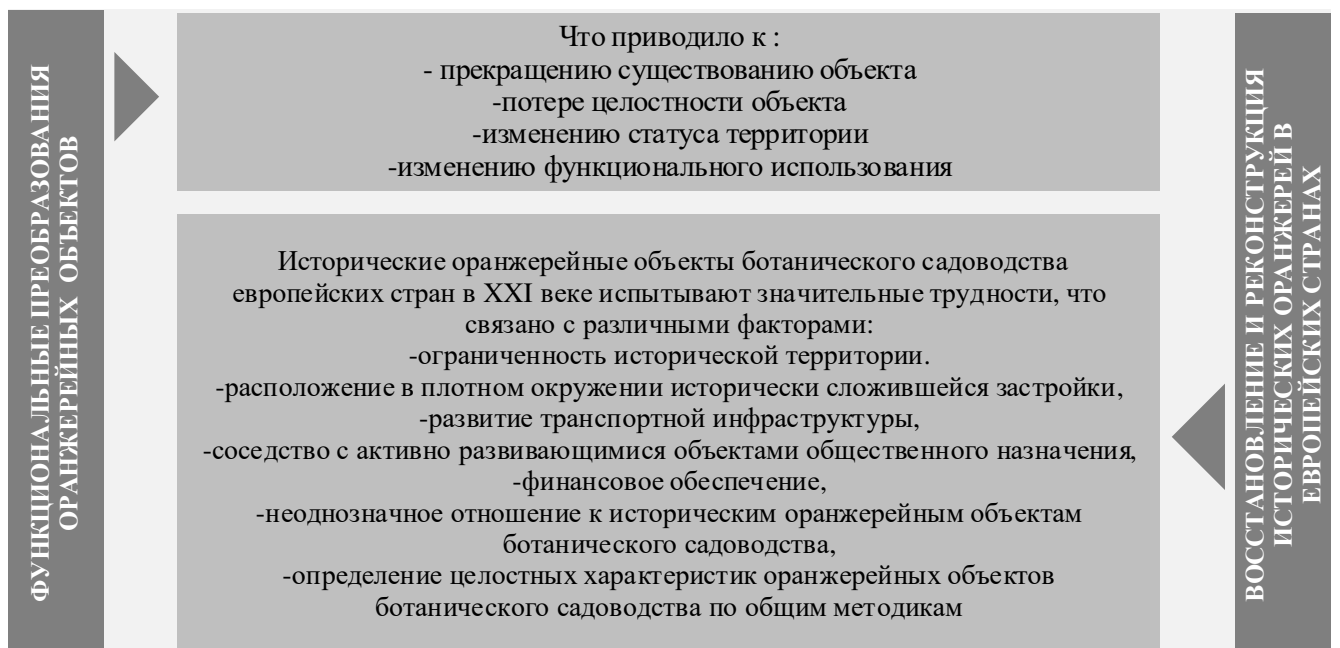 ФУНКЦИОНАЛЬНЫЕ ПРЕОБРАЗОВАНИЯ
ОРАНЖЕРЕЙНЫХ ОБЪЕКТОВ
Что приводило к :
- прекращению существованию объекта
-потере целостности объекта
-изменению статуса территории
-изменению функционального использования
Исторические оранжерейные объекты ботанического садоводства
европейских стран в XXI веке испытывают значительные трудности, что
связано с различными факторами:
-ограниченность исторической территории.
-расположение в плотном окружении исторически сложившейся застройки,
-развитие транспортной инфраструктуры,
-соседство с активно развивающимися объектами общественного назначения,
-финансовое обеспечение,
-неоднозначное отношение к историческим оранжерейным объектам
ботанического садоводства,
-определение целостных характеристик оранжерейных объектов
ботанического садоводства по общим методикам
ВОССТАНОВЛЕНИЕ И РЕКОНСТРУКЦИЯ
ИСТОРИЧЕСКИХ ОРАНЖЕРЕЙ В
ЕВРОПЕЙСКИХ СТРАНАХ